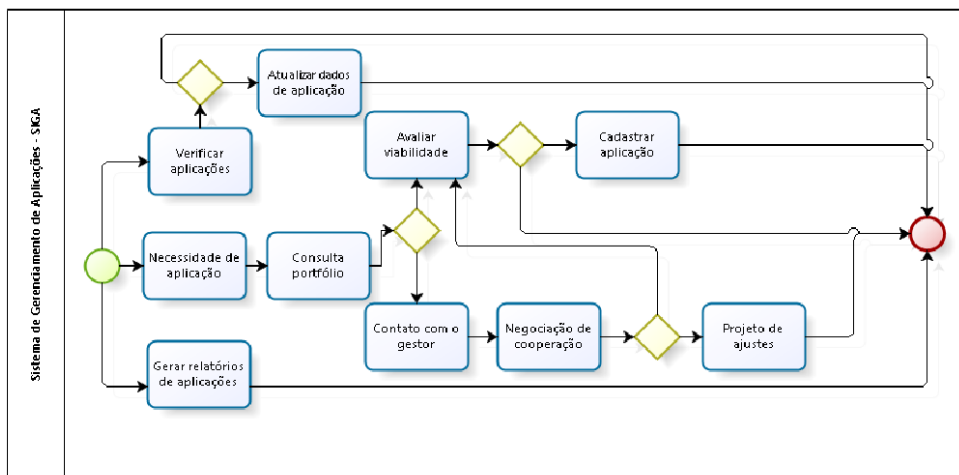 Sistema de Gerenciamento de Aplicações - SIGA
Atualizar dados
de aplicação
Verificar
aplicações
Avaliar
viabilidade
Cadastrar
aplicação
Necessidade de
aplicação
Consulta
portfólio
Contato com o
gestor
Negociação de
cooperação
Projeto de
ajustes
Gerar relatórios
de aplicações